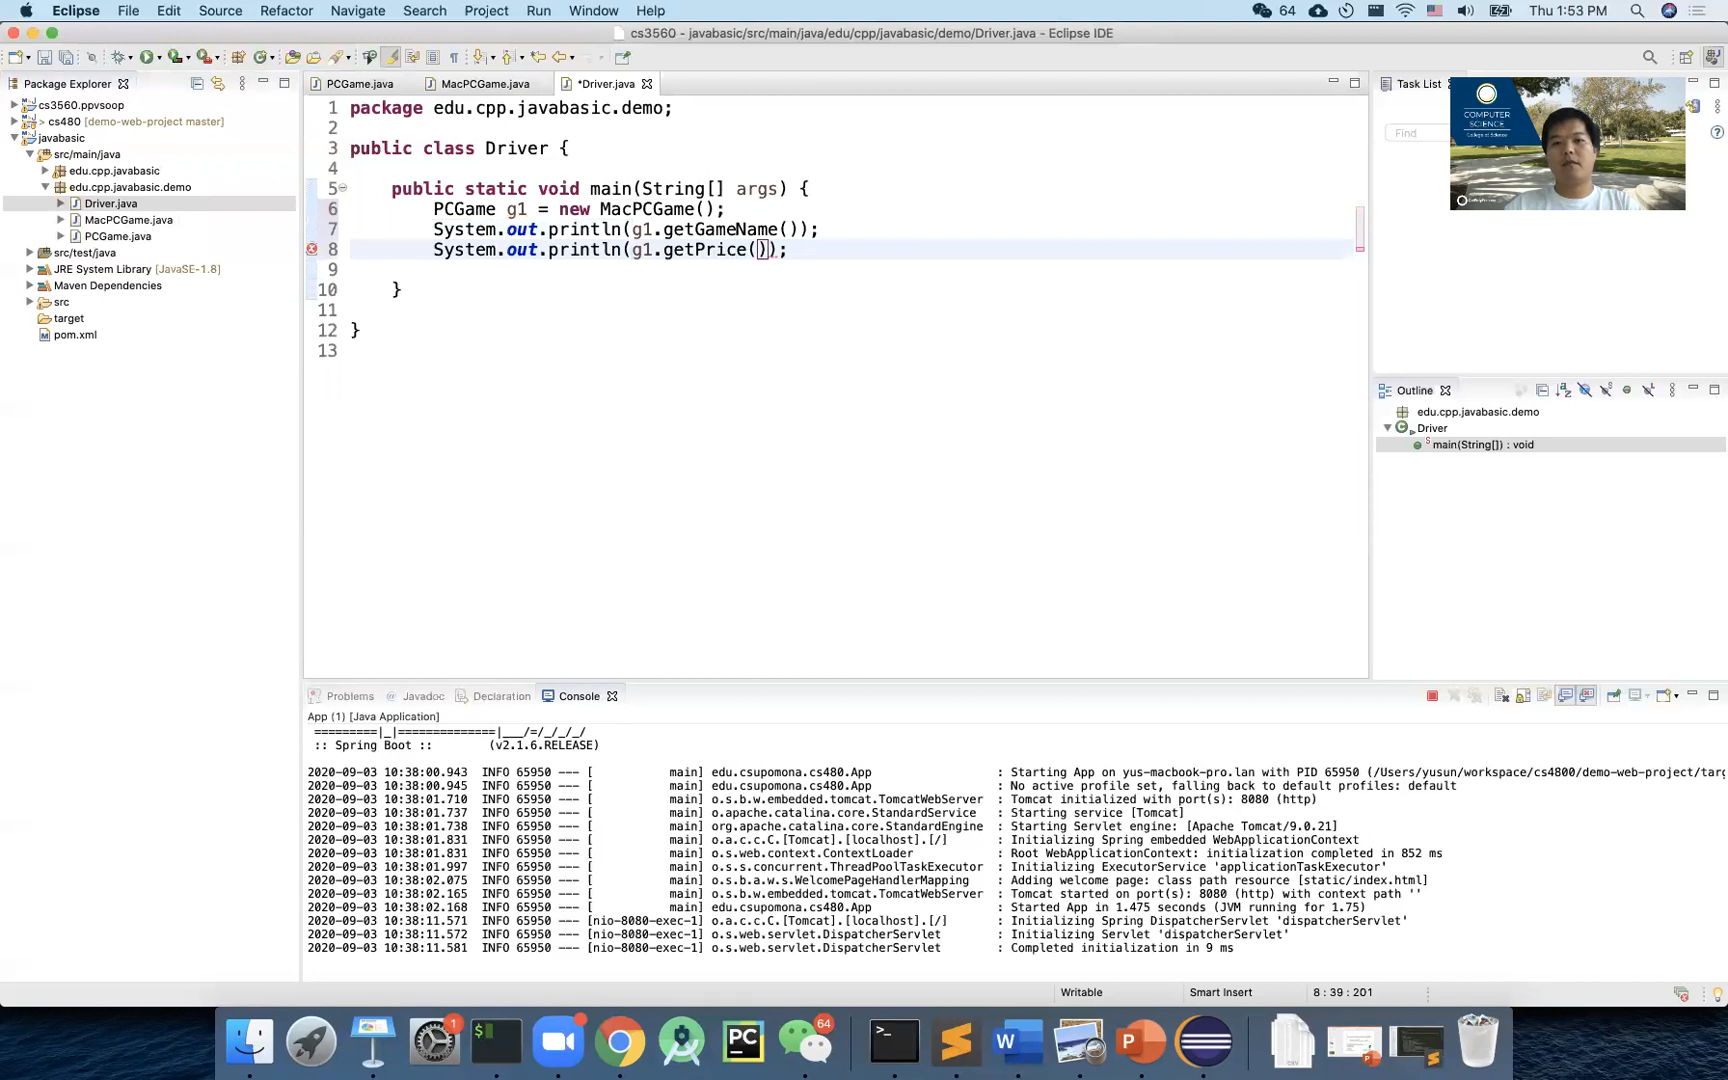 Eclipse File Edit Source Refactor Navigate Search Project Run Window Help 64 Thu 1:53 PM
cs3560 - javabasic/src/main/java/edu/cpp/javabasic/demo/Driver.java - Eclipse IDE
Package Explorer
PCGame.java MacPCGame.java *Driver.java
Task List
Find
COMPUTER
SCIENCE
College of Science
cs3560.ppvsoop
> cs480 [demo-web-project master]
javabasic
src/main/java
edu.cpp.javabasic
edu.cpp.javabasic.demo
Driver.java
MacPCGame.java
PCGame.java
src/test/java
JRE System Library [JavaSE-1.8]
Maven Dependencies
src
target
pom.xml
1 package edu.cpp.javabasic.demo;
2
3 public class Driver {
4
5 public static void main(String[] args) {
6 PCGame g1 = new MacPCGame();
7 System.out.println(g1.getGameName());
8 System.out.println(g1.getPrice());
9
10 }
11
12 }
13
Outline
edu.cpp.javabasic.demo
Driver
main(String[]) : void
Problems Javadoc Declaration Console
App (1) [Java Application]
=========|_|==============|___/=/_/_/_/
:: Spring Boot :: (v2.1.6.RELEASE)
2020-09-03 10:38:00.943 INFO 65950 --- [ main] edu.csupomona.cs480.App : Starting App on yus-macbook-pro.lan with PID 65950 (/Users/yusun/workspace/cs4800/demo-web-project/tar
2020-09-03 10:38:00.945 INFO 65950 --- [ main] edu.csupomona.cs480.App : No active profile set, falling back to default profiles: default
2020-09-03 10:38:01.710 INFO 65950 --- [ main] o.s.b.w.embedded.tomcat.TomcatWebServer : Tomcat initialized with port(s): 8080 (http)
2020-09-03 10:38:01.737 INFO 65950 --- [ main] o.apache.catalina.core.StandardService : Starting service [Tomcat]
2020-09-03 10:38:01.738 INFO 65950 --- [ main] org.apache.catalina.core.StandardEngine : Starting Servlet engine: [Apache Tomcat/9.0.21]
2020-09-03 10:38:01.831 INFO 65950 --- [ main] o.a.c.c.C.[Tomcat].[localhost].[/] : Initializing Spring embedded WebApplicationContext
2020-09-03 10:38:01.831 INFO 65950 --- [ main] o.s.web.context.ContextLoader : Root WebApplicationContext: initialization completed in 852 ms
2020-09-03 10:38:01.997 INFO 65950 --- [ main] o.s.s.concurrent.ThreadPoolTaskExecutor : Initializing ExecutorService 'applicationTaskExecutor'
2020-09-03 10:38:02.075 INFO 65950 --- [ main] o.s.b.a.w.s.WelcomePageHandlerMapping : Adding welcome page: class path resource [static/index.html]
2020-09-03 10:38:02.165 INFO 65950 --- [ main] o.s.b.w.embedded.tomcat.TomcatWebServer : Tomcat started on port(s): 8080 (http) with context path ''
2020-09-03 10:38:02.168 INFO 65950 --- [ main] edu.csupomona.cs480.App : Started App in 1.475 seconds (JVM running for 1.75)
2020-09-03 10:38:11.571 INFO 65950 --- [nio-8080-exec-1] o.a.c.c.C.[Tomcat].[localhost].[/] : Initializing Spring DispatcherServlet 'dispatcherServlet'
2020-09-03 10:38:11.572 INFO 65950 --- [nio-8080-exec-1] o.s.web.servlet.DispatcherServlet : Initializing Servlet 'dispatcherServlet'
2020-09-03 10:38:11.581 INFO 65950 --- [nio-8080-exec-1] o.s.web.servlet.DispatcherServlet : Completed initialization in 9 ms
Writable Smart Insert 8 : 39 : 201
1 $ PC 64 >_ W P